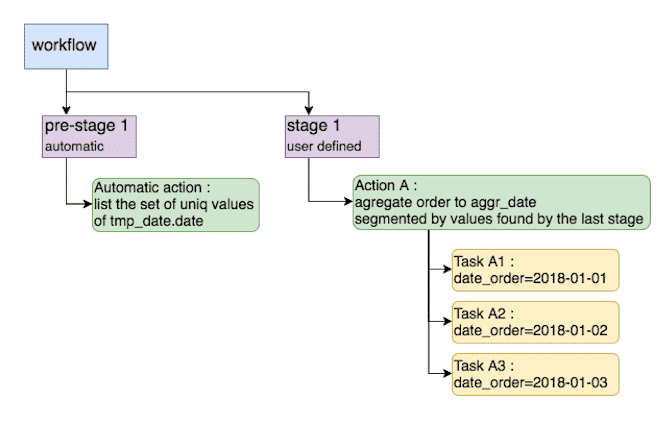 workflow
pre-stage 1
automatic
stage 1
user defined
Automatic action :
list the set of uniq values
of tmp_date.date
Action A :
agregate order to aggr_date
segmented by values found by the last stage
Task A1 :
date_order=2018-01-01
Task A2 :
date_order=2018-01-02
Task A3 :
date_order=2018-01-03